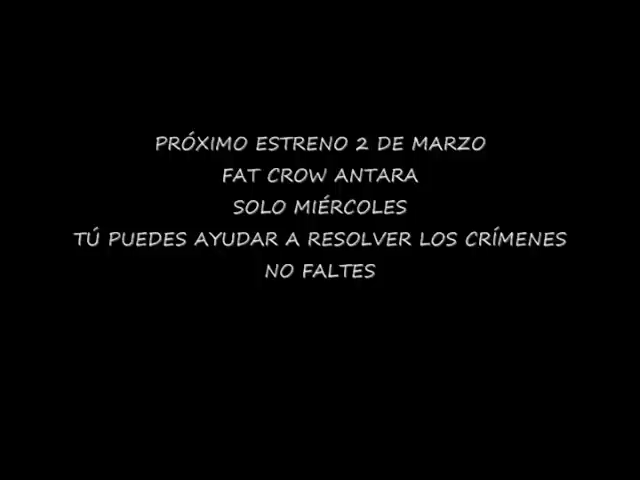 PRÓXIMO ESTRENO 2 DE MARZO
FAT CROW ANTARA
SOLO MIÉRCOLES
TÚ PUEDES AYUDAR A RESOLVER LOS CRÍMENES
NO FALTES